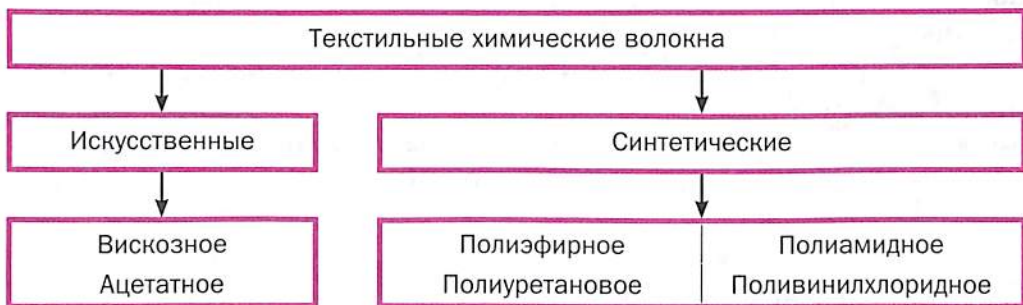 Текстильные химические волокна
Искусственные
Синтетические
Вискозное
Ацетатное
Полиэфирное
Полиуретановое
Полиамидное
Поливинилхлоридное